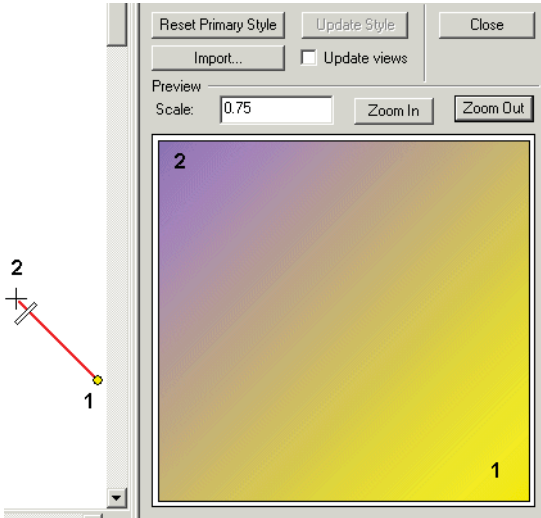 Reset Primary Style Update Style Close
Import... Update views
Preview
Scale: 0.75 Zoom In Zoom Out
2
2
1
1